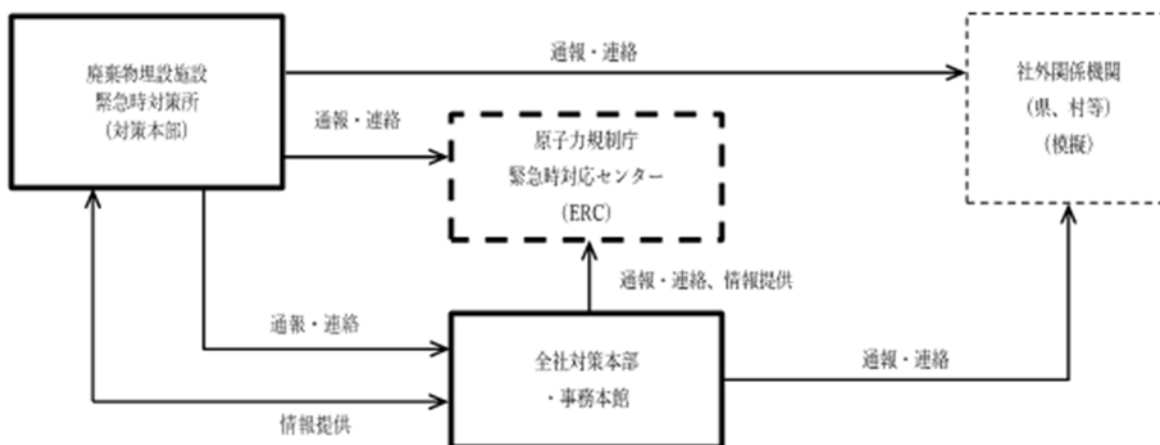 廃棄物埋設施設
緊急時対策所
（対策本部）
通報・連絡
社外関係機関
（県、村等）
（模擬）
通報・連絡
原子力規制庁
緊急時対応センター
（ERC）
通報・連絡、情報提供
通報・連絡
全社対策本部
・事務本館
通報・連絡
情報提供